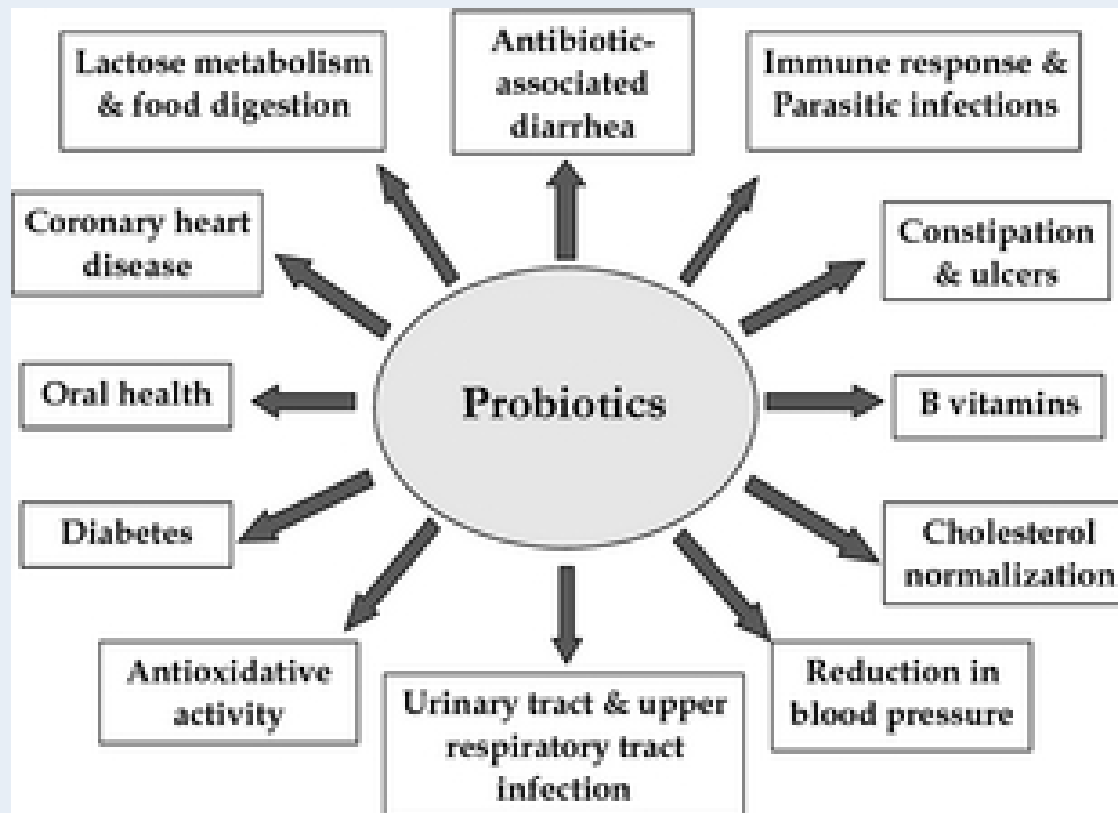 Lactose metabolism
& food digestion
Antibiotic-
associated
diarrhea
Immune response &
Parasitic infections
Coronary heart
disease
Constipation
& ulcers
Oral health
Probiotics
B vitamins
Diabetes
Cholesterol
normalization
Antioxidative
activity
Urinary tract & upper
respiratory tract
infection
Reduction in
blood pressure